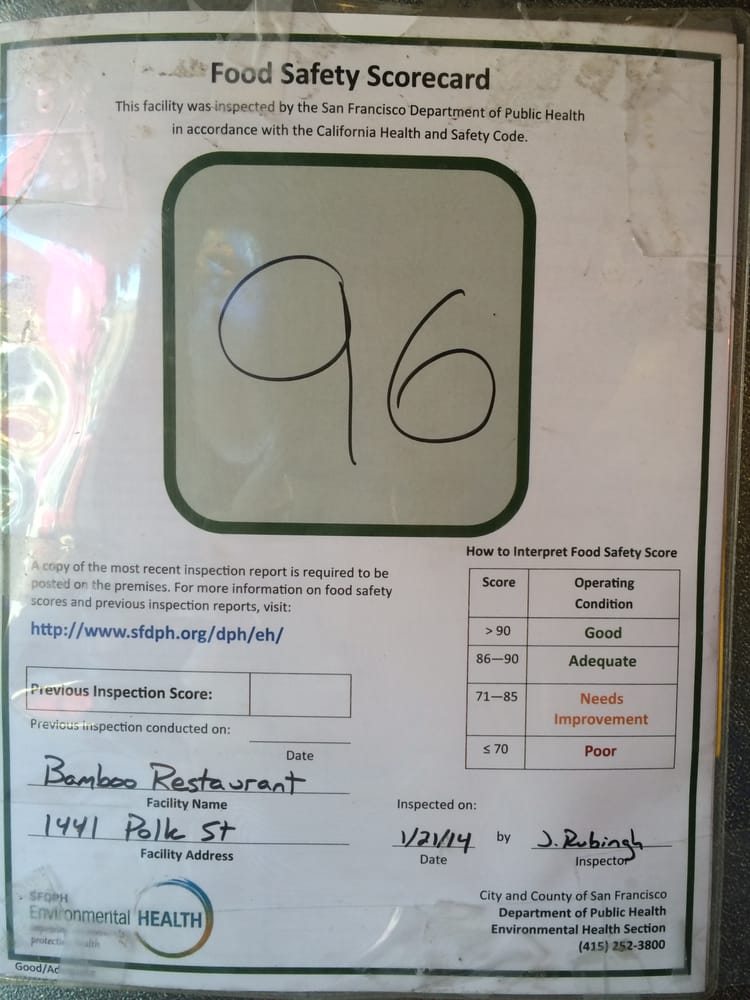 Food Safety Scorecard
This facility was inspected by the San Francisco Department of Public Health
in accordance with the California Health and Safety Code.
96
A copy of the most recent inspection report is required to be
posted on the premises. For more information on food safety
scores and previous inspection reports, visit:
http://www.sfdph.org/dph/eh/
Previous Inspection Score:
Previous inspection conducted on:
Date
Bamboo Restaurant
Facility Name
1441 Polk St
Facility Address
How to Interpret Food Safety Score
Score Operating
Condition
> 90 Good
86—90 Adequate
71—85 Needs
Improvement
≤ 70 Poor
Inspected on:
1/21/14 by J. Rubingh
Date Inspector
SFDPH
Environmental HEALTH
City and County of San Francisco
Department of Public Health
Environmental Health Section
(415) 252-3800